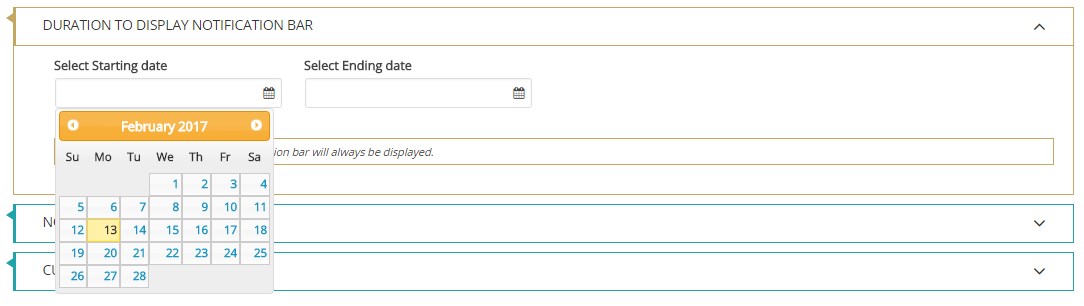 DURATION TO DISPLAY NOTIFICATION BAR
Select Starting date Select Ending date
February 2017
Su Mo Tu We Th Fr Sa
ion bar will always be displayed.
1 2 3 4
5 6 7 8 9 10 11
12 13 14 15 16 17 18
19 20 21 22 23 24 25
26 27 28